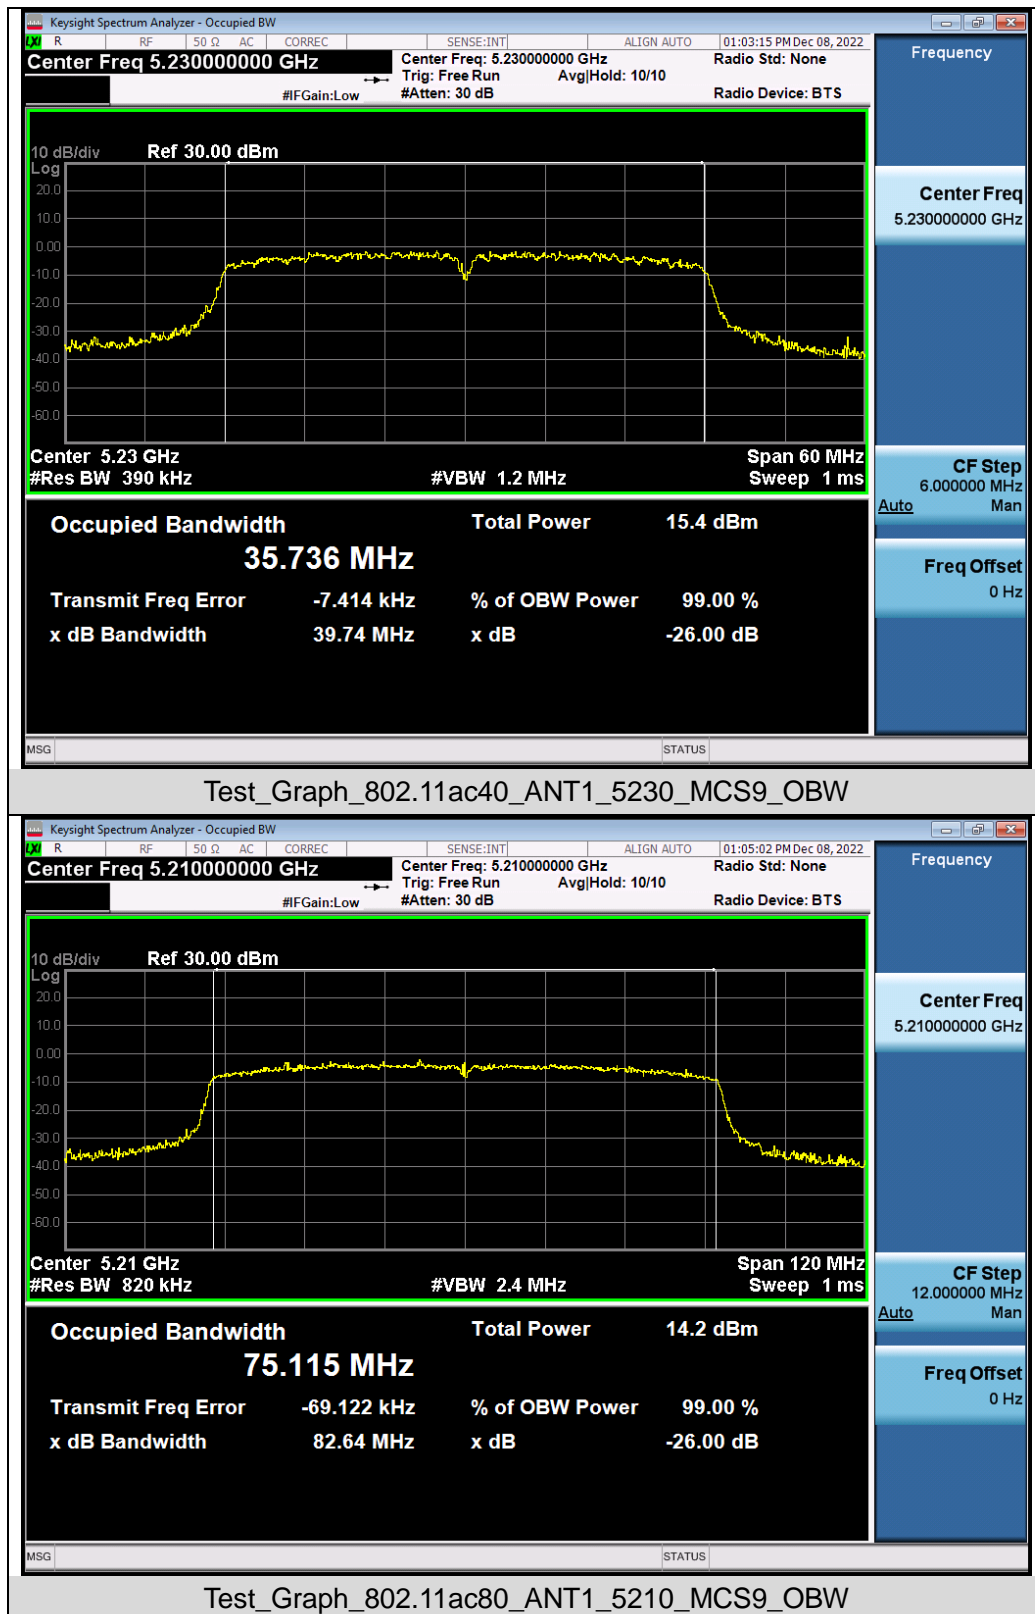 Keysight Spectrum Analyzer - Occupied BW
LXI R RF 50 Ω AC CORREC SENSE:INT ALIGN AUTO 01:03:15 PM Dec 08, 2022
Center Freq 5.230000000 GHz
Center Freq: 5.230000000 GHz Radio Std: None
Trig: Free Run Avg|Hold: 10/10
#IFGain:Low #Atten: 30 dB Radio Device: BTS
Frequency
10 dB/div Ref 30.00 dBm
Log
20.0
10.0
0.00
-10.0
-20.0
-30.0
-40.0
-50.0
-60.0
Center Freq
5.230000000 GHz
Center 5.23 GHz Span 60 MHz
#Res BW 390 kHz #VBW 1.2 MHz Sweep 1 ms
CF Step
6.000000 MHz
Auto Man
Occupied Bandwidth Total Power 15.4 dBm
35.736 MHz
Freq Offset
0 Hz
Transmit Freq Error -7.414 kHz % of OBW Power 99.00 %
x dB Bandwidth 39.74 MHz x dB -26.00 dB
MSG STATUS
Test_Graph_802.11ac40_ANT1_5230_MCS9_OBW
Keysight Spectrum Analyzer - Occupied BW
LXI R RF 50 Ω AC CORREC SENSE:INT ALIGN AUTO 01:05:02 PM Dec 08, 2022
Center Freq 5.210000000 GHz
Center Freq: 5.210000000 GHz Radio Std: None
Trig: Free Run Avg|Hold: 10/10
#IFGain:Low #Atten: 30 dB Radio Device: BTS
Frequency
10 dB/div Ref 30.00 dBm
Log
20.0
10.0
0.00
-10.0
-20.0
-30.0
-40.0
-50.0
-60.0
Center Freq
5.210000000 GHz
Center 5.21 GHz Span 120 MHz
#Res BW 820 kHz #VBW 2.4 MHz Sweep 1 ms
CF Step
12.000000 MHz
Auto Man
Occupied Bandwidth Total Power 14.2 dBm
75.115 MHz
Freq Offset
0 Hz
Transmit Freq Error -69.122 kHz % of OBW Power 99.00 %
x dB Bandwidth 82.64 MHz x dB -26.00 dB
MSG STATUS
Test_Graph_802.11ac80_ANT1_5210_MCS9_OBW